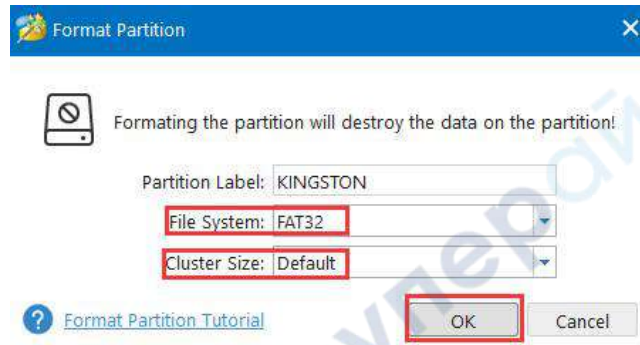 Format Partition
Formating the partition will destroy the data on the partition!
Partition Label: KINGSTON
File System: FAT32
Cluster Size: Default
? Format Partition Tutorial
OK
Cancel